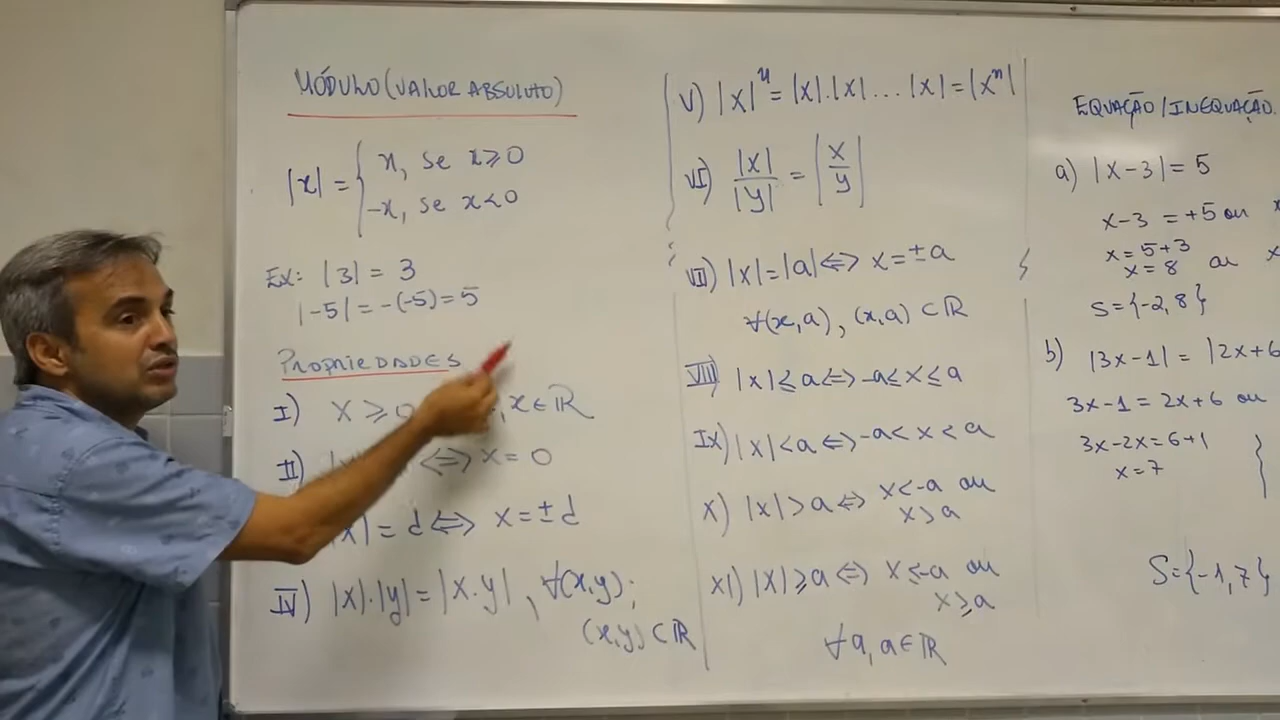 MÓDULO (VALOR ABSOLUTO)
|x| = { x, se x ≥ 0
-x, se x < 0
Ex: |3| = 3
|-5| = -(-5) = 5
PROPRIEDADES
I) X ≥ 0 , x ∈ ℝ
II) ⇔ x = 0
|x| = d ⇔ x = ± d
IV) |x|.|y| = |x.y| , ∀(x,y);
(x,y) ⊂ ℝ
V) |x|ⁿ = |x|.|x| ... |x| = |xⁿ|
VI) |x|/|y| = |x/y|
VII) |x| = |a| ⇔ x = ± a
∀(x,a), (x,a) ⊂ ℝ
VIII) |x| ≤ a ⇔ -a ≤ x ≤ a
IX) |x| < a ⇔ -a < x < a
X) |x| > a ⇔ x < -a ou
x > a
XI) |x| ≥ a ⇔ x ≤ -a ou
x ≥ a
∀a, a ∈ ℝ
EQUAÇÃO/INEQUAÇÃO
a) |x-3| = 5
x-3 = +5 ou x
x = 5+3
x = 8 ou x
S = {-2, 8}
b) |3x-1| = |2x+6
3x-1 = 2x+6 ou
3x-2x = 6+1
x = 7
S = {-1, 7}